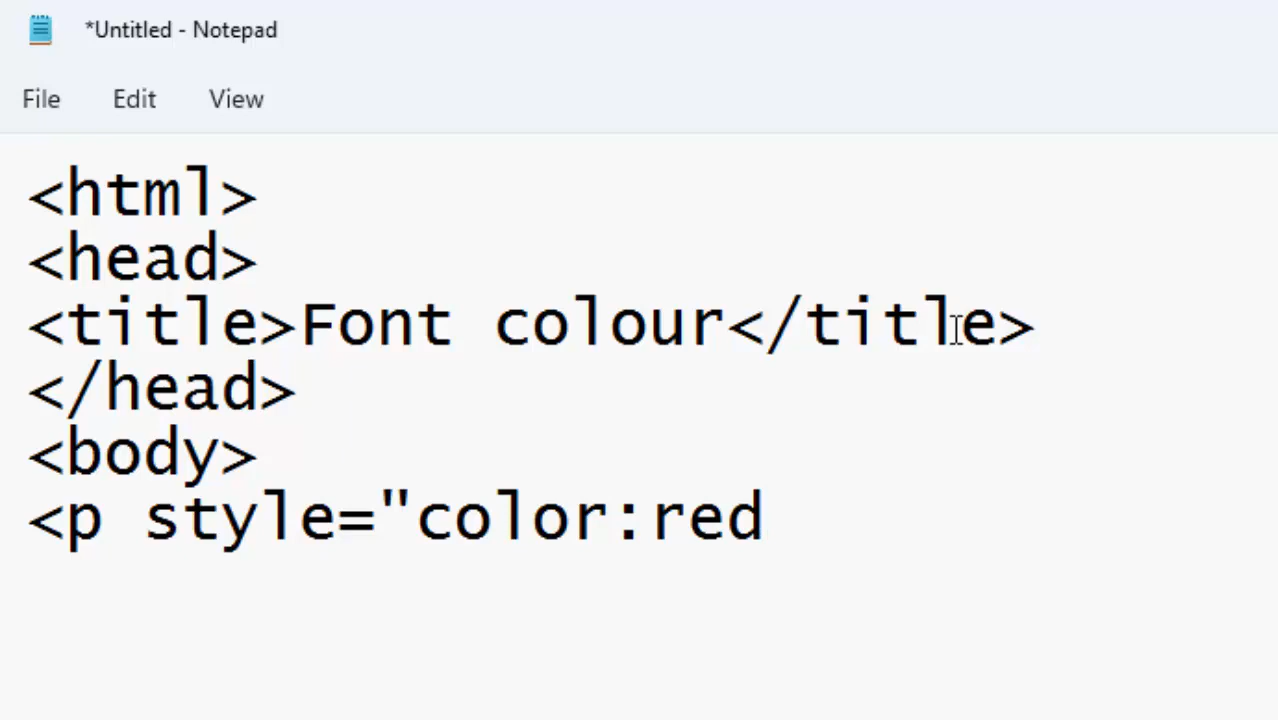 *Untitled - Notepad
File Edit View
<html>
<head>
<title>Font colour</title>
</head>
<body>
<p style="color:red